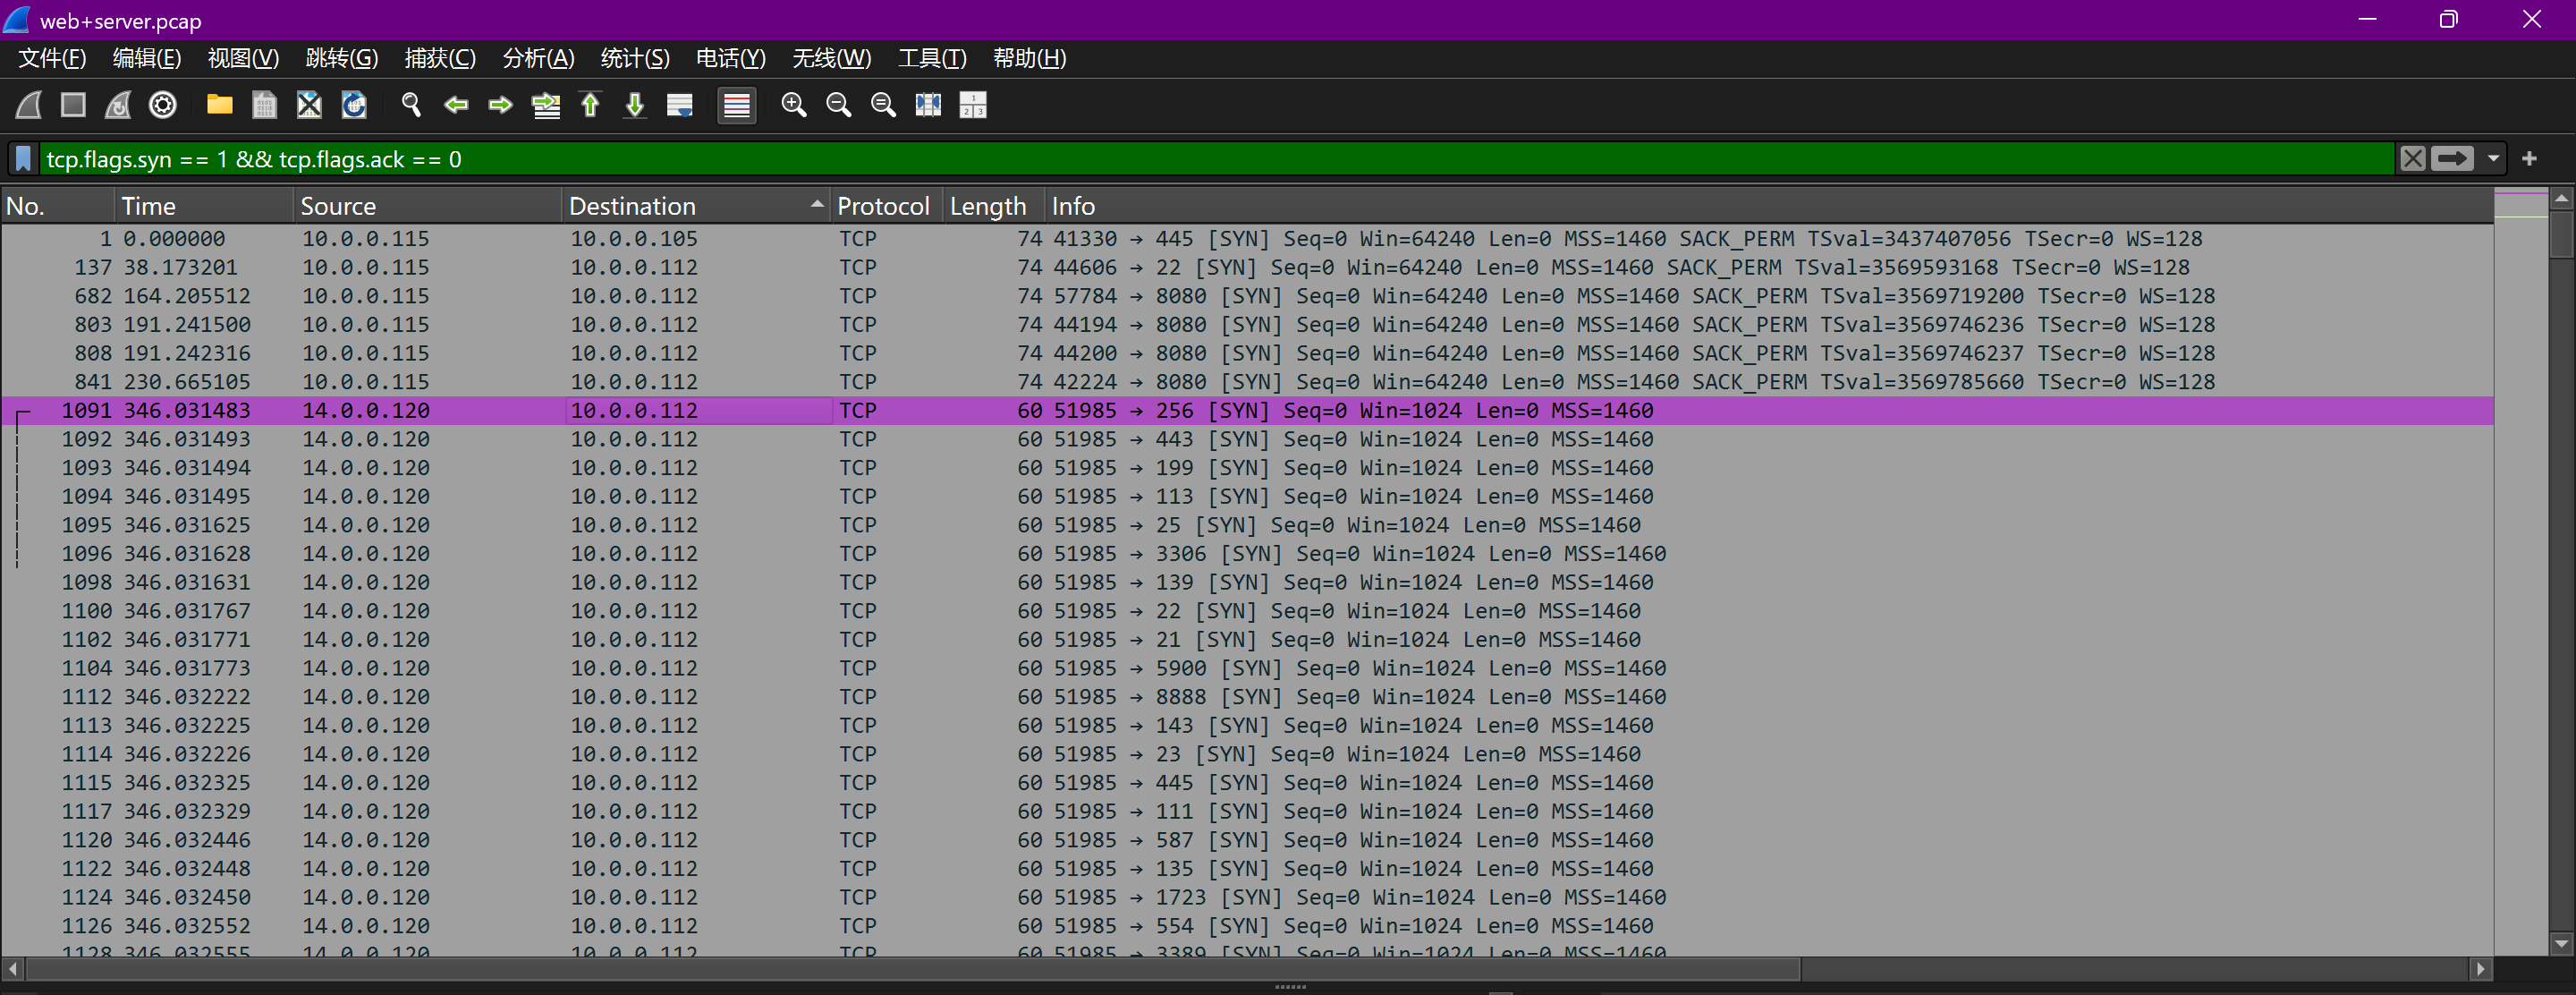 web+server.pcap
文件(F) 编辑(E) 视图(V) 跳转(G) 捕获(C) 分析(A) 统计(S) 电话(Y) 无线(W) 工具(T) 帮助(H)
tcp.flags.syn == 1 && tcp.flags.ack == 0
No. Time Source Destination Protocol Length Info
1 0.000000 10.0.0.115 10.0.0.105 TCP 74 41330 → 445 [SYN] Seq=0 Win=64240 Len=0 MSS=1460 SACK_PERM TSval=3437407056 TSecr=0 WS=128
137 38.173201 10.0.0.115 10.0.0.112 TCP 74 44606 → 22 [SYN] Seq=0 Win=64240 Len=0 MSS=1460 SACK_PERM TSval=3569593168 TSecr=0 WS=128
682 164.205512 10.0.0.115 10.0.0.112 TCP 74 57784 → 8080 [SYN] Seq=0 Win=64240 Len=0 MSS=1460 SACK_PERM TSval=3569719200 TSecr=0 WS=128
803 191.241500 10.0.0.115 10.0.0.112 TCP 74 44194 → 8080 [SYN] Seq=0 Win=64240 Len=0 MSS=1460 SACK_PERM TSval=3569746236 TSecr=0 WS=128
808 191.242316 10.0.0.115 10.0.0.112 TCP 74 44200 → 8080 [SYN] Seq=0 Win=64240 Len=0 MSS=1460 SACK_PERM TSval=3569746237 TSecr=0 WS=128
841 230.665105 10.0.0.115 10.0.0.112 TCP 74 42224 → 8080 [SYN] Seq=0 Win=64240 Len=0 MSS=1460 SACK_PERM TSval=3569785660 TSecr=0 WS=128
1091 346.031483 14.0.0.120 10.0.0.112 TCP 60 51985 → 256 [SYN] Seq=0 Win=1024 Len=0 MSS=1460
1092 346.031493 14.0.0.120 10.0.0.112 TCP 60 51985 → 443 [SYN] Seq=0 Win=1024 Len=0 MSS=1460
1093 346.031494 14.0.0.120 10.0.0.112 TCP 60 51985 → 199 [SYN] Seq=0 Win=1024 Len=0 MSS=1460
1094 346.031495 14.0.0.120 10.0.0.112 TCP 60 51985 → 113 [SYN] Seq=0 Win=1024 Len=0 MSS=1460
1095 346.031625 14.0.0.120 10.0.0.112 TCP 60 51985 → 25 [SYN] Seq=0 Win=1024 Len=0 MSS=1460
1096 346.031628 14.0.0.120 10.0.0.112 TCP 60 51985 → 3306 [SYN] Seq=0 Win=1024 Len=0 MSS=1460
1098 346.031631 14.0.0.120 10.0.0.112 TCP 60 51985 → 139 [SYN] Seq=0 Win=1024 Len=0 MSS=1460
1100 346.031767 14.0.0.120 10.0.0.112 TCP 60 51985 → 22 [SYN] Seq=0 Win=1024 Len=0 MSS=1460
1102 346.031771 14.0.0.120 10.0.0.112 TCP 60 51985 → 21 [SYN] Seq=0 Win=1024 Len=0 MSS=1460
1104 346.031773 14.0.0.120 10.0.0.112 TCP 60 51985 → 5900 [SYN] Seq=0 Win=1024 Len=0 MSS=1460
1112 346.032222 14.0.0.120 10.0.0.112 TCP 60 51985 → 8888 [SYN] Seq=0 Win=1024 Len=0 MSS=1460
1113 346.032225 14.0.0.120 10.0.0.112 TCP 60 51985 → 143 [SYN] Seq=0 Win=1024 Len=0 MSS=1460
1114 346.032226 14.0.0.120 10.0.0.112 TCP 60 51985 → 23 [SYN] Seq=0 Win=1024 Len=0 MSS=1460
1115 346.032325 14.0.0.120 10.0.0.112 TCP 60 51985 → 445 [SYN] Seq=0 Win=1024 Len=0 MSS=1460
1117 346.032329 14.0.0.120 10.0.0.112 TCP 60 51985 → 111 [SYN] Seq=0 Win=1024 Len=0 MSS=1460
1120 346.032446 14.0.0.120 10.0.0.112 TCP 60 51985 → 587 [SYN] Seq=0 Win=1024 Len=0 MSS=1460
1122 346.032448 14.0.0.120 10.0.0.112 TCP 60 51985 → 135 [SYN] Seq=0 Win=1024 Len=0 MSS=1460
1124 346.032450 14.0.0.120 10.0.0.112 TCP 60 51985 → 1723 [SYN] Seq=0 Win=1024 Len=0 MSS=1460
1126 346.032552 14.0.0.120 10.0.0.112 TCP 60 51985 → 554 [SYN] Seq=0 Win=1024 Len=0 MSS=1460
1128 346.032555 14.0.0.120 10.0.0.112 TCP 60 51985 → 3389 [SYN] Seq=0 Win=1024 Len=0 MSS=1460